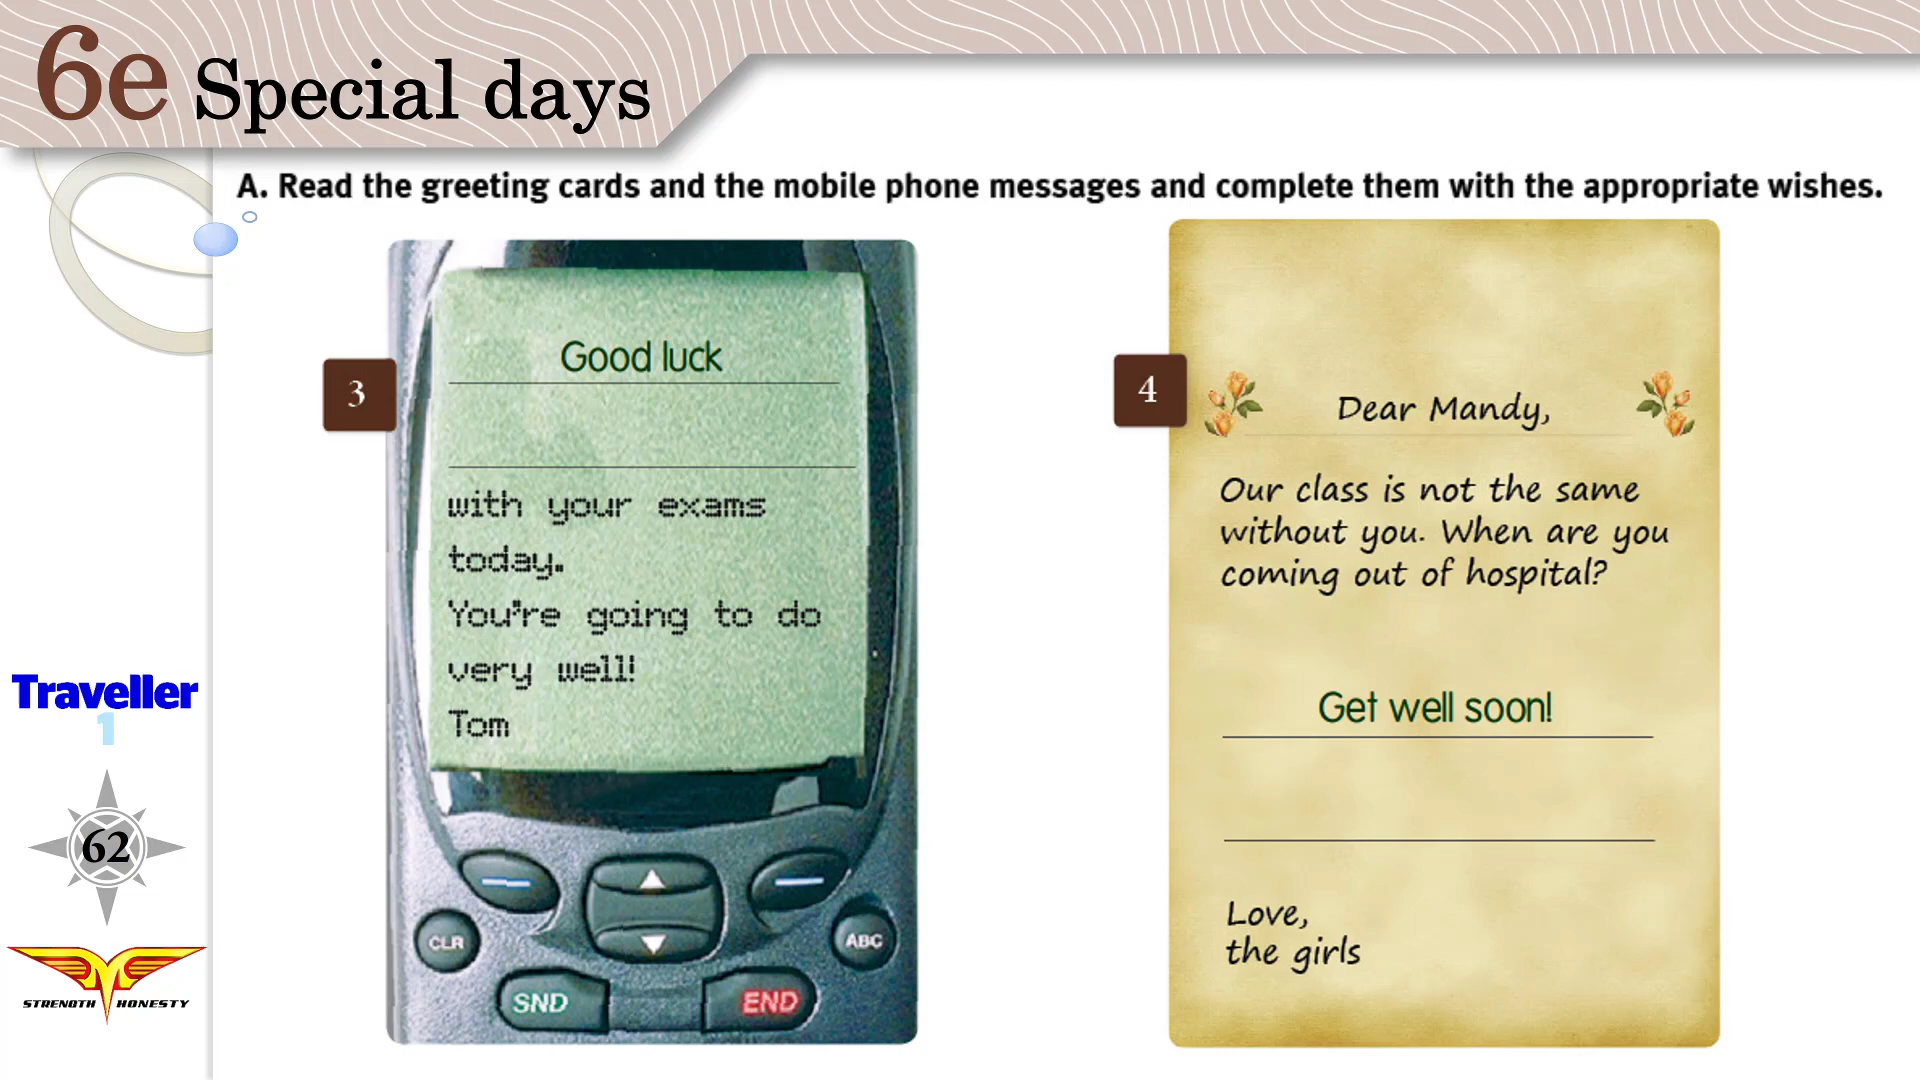 6e Special days
A. Read the greeting cards and the mobile phone messages and complete them with the appropriate wishes.
3
Good luck
with your exams
today.
You're going to do
very well!
Tom
CLR
ABC
SND
END
4
Dear Mandy,
Our class is not the same
without you. When are you
coming out of hospital?
Get well soon!
Love,
the girls
Traveller
1
62
STRENGTH HONESTY